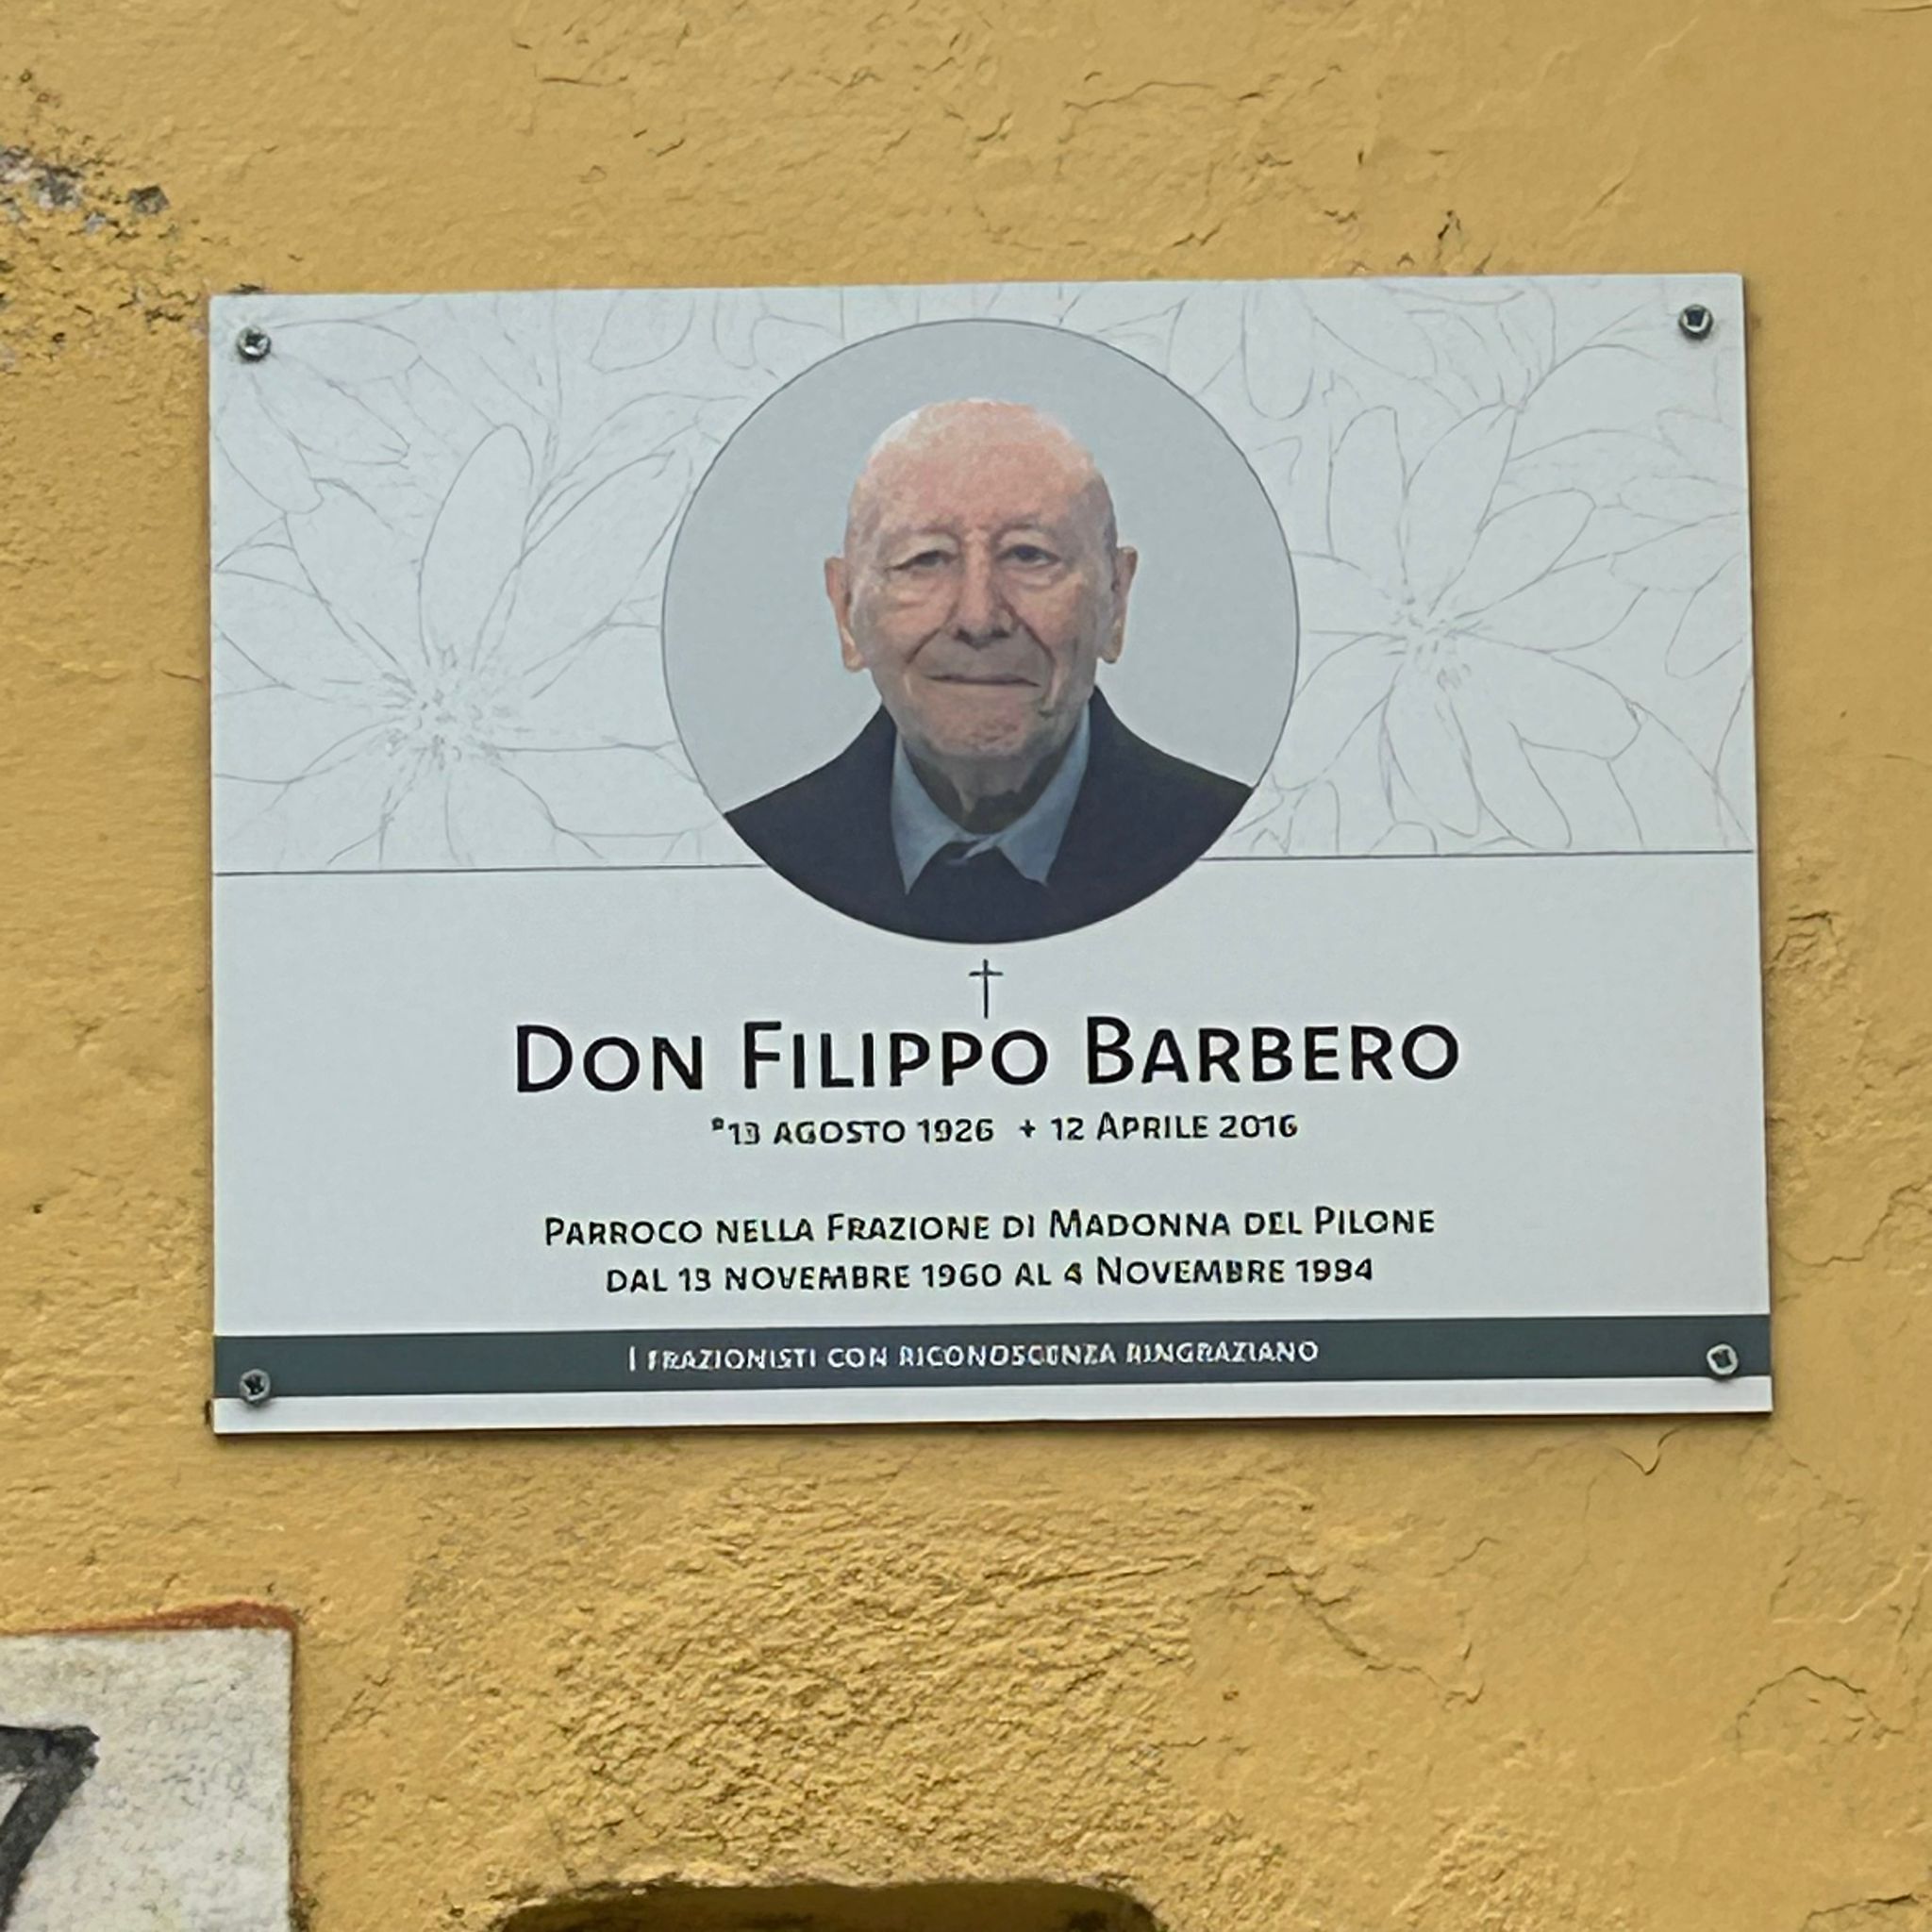 Don Filippo Barbero
*13 agosto 1926 + 12 Aprile 2016
Parroco nella Frazione di Madonna del Pilone
dal 13 novembre 1960 al 4 Novembre 1994
I frazionisti con riconoscenza ringraziano
7